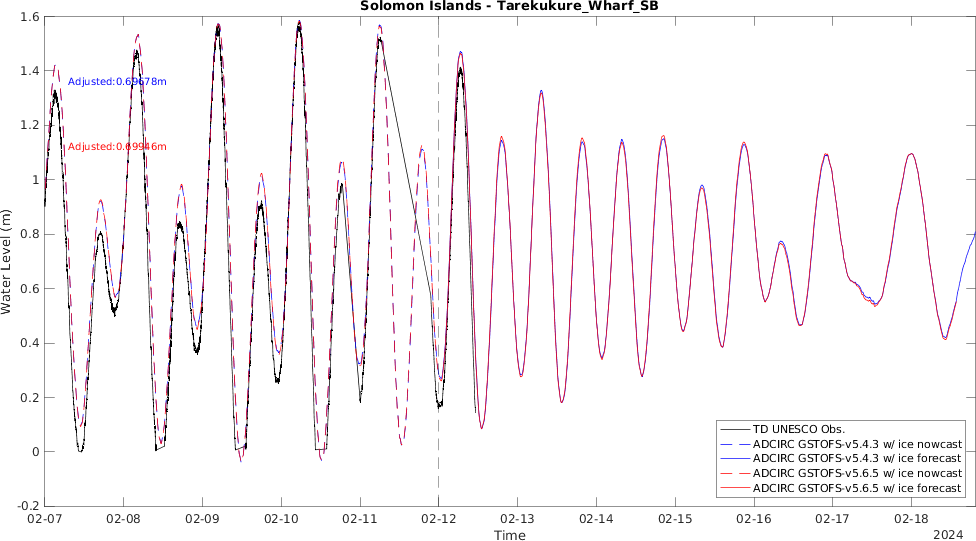 Solomon Islands - Tarekukure_Wharf_SB
1.6
1.4
1.2
1
0.8
0.6
0.4
0.2
0
-0.2
Water Level (m)
Adjusted:0.69678m
Adjusted:0.69946m
TD UNESCO Obs.
ADCIRC GSTOFS-v5.4.3 w/ ice nowcast
ADCIRC GSTOFS-v5.4.3 w/ ice forecast
ADCIRC GSTOFS-v5.6.5 w/ ice nowcast
ADCIRC GSTOFS-v5.6.5 w/ ice forecast
02-07 02-08 02-09 02-10 02-11 02-12 02-13 02-14 02-15 02-16 02-17 02-18
Time
2024